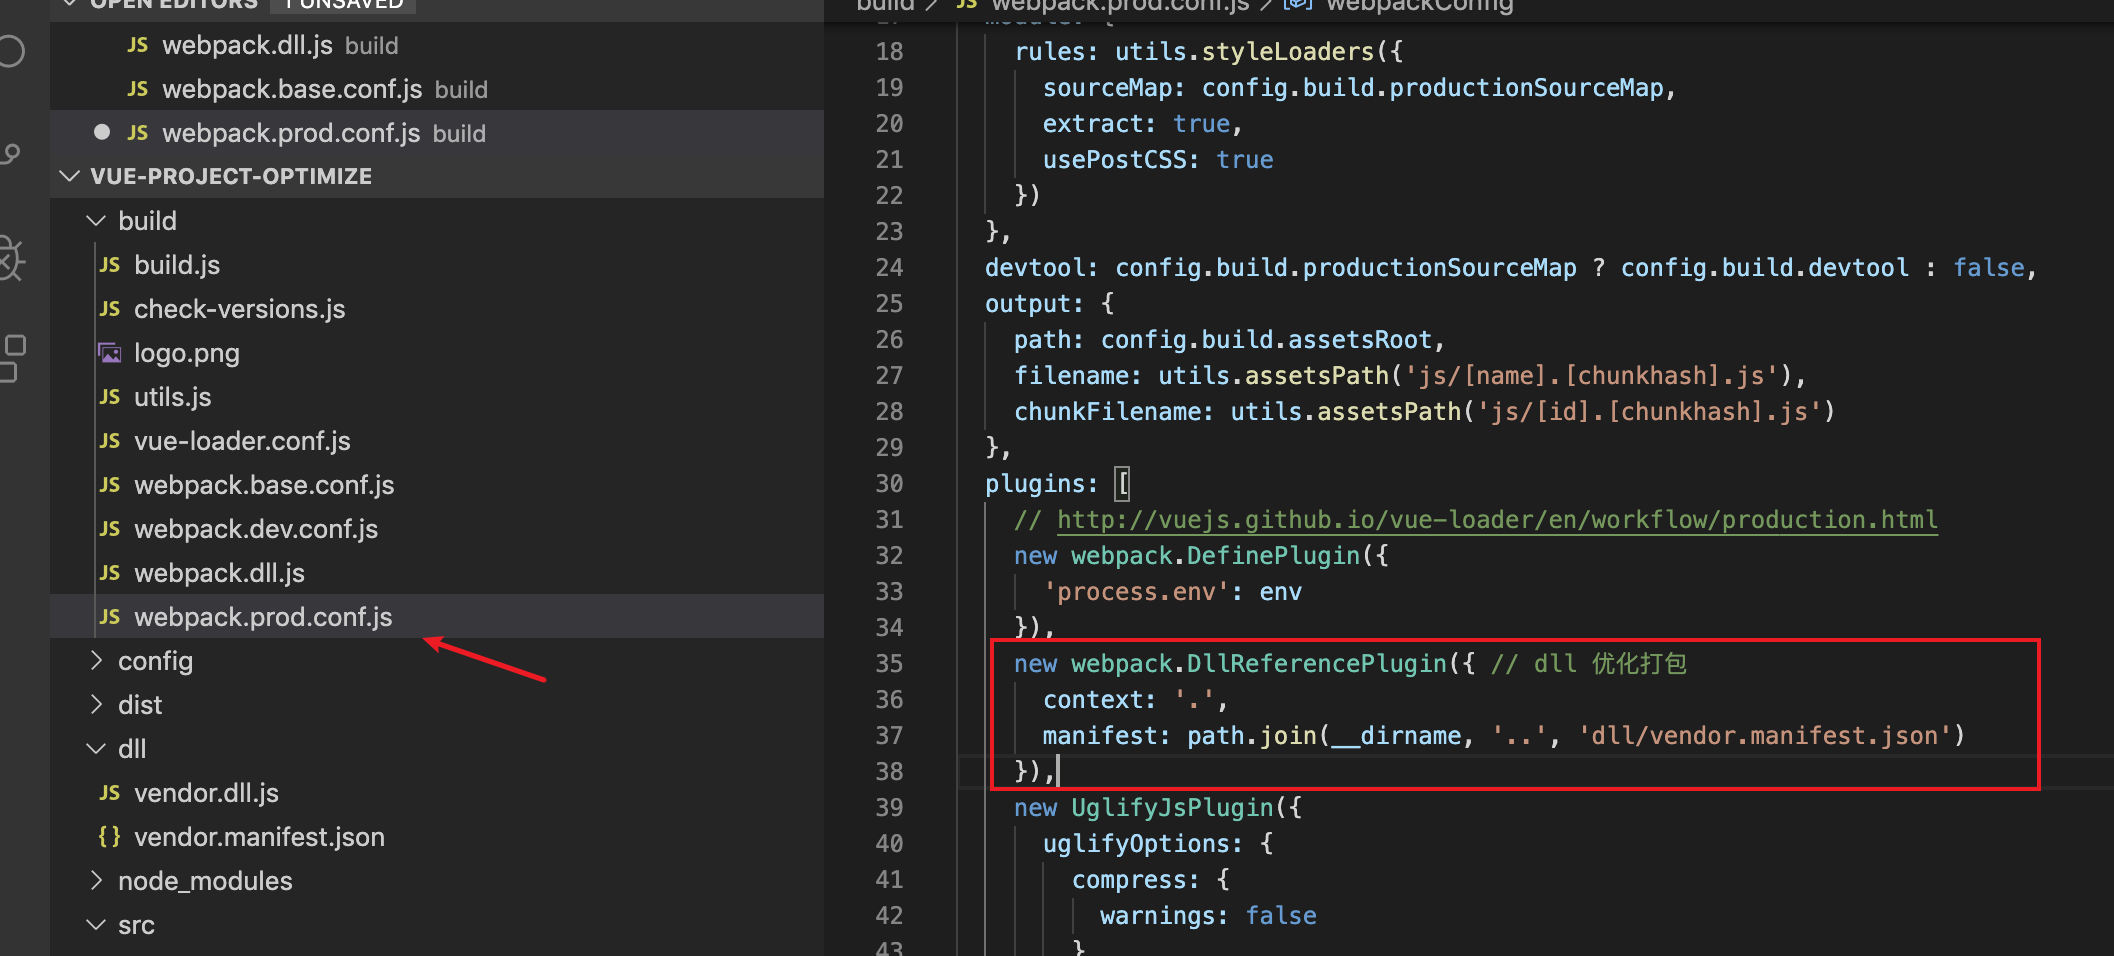 OPEN EDITORS 1 UNSAVED
JS webpack.dll.js build
JS webpack.base.conf.js build
JS webpack.prod.conf.js build
VUE-PROJECT-OPTIMIZE
build
JS build.js
JS check-versions.js
logo.png
JS utils.js
JS vue-loader.conf.js
JS webpack.base.conf.js
JS webpack.dev.conf.js
JS webpack.dll.js
JS webpack.prod.conf.js
config
dist
dll
JS vendor.dll.js
{} vendor.manifest.json
node_modules
src
build > JS webpack.prod.conf.js > webpackConfig
module: {
18 rules: utils.styleLoaders({
19 sourceMap: config.build.productionSourceMap,
20 extract: true,
21 usePostCSS: true
22 })
23 },
24 devtool: config.build.productionSourceMap ? config.build.devtool : false,
25 output: {
26 path: config.build.assetsRoot,
27 filename: utils.assetsPath('js/[name].[chunkhash].js'),
28 chunkFilename: utils.assetsPath('js/[id].[chunkhash].js')
29 },
30 plugins: [
31 // http://vuejs.github.io/vue-loader/en/workflow/production.html
32 new webpack.DefinePlugin({
33 'process.env': env
34 }),
35 new webpack.DllReferencePlugin({ // dll 优化打包
36 context: '.',
37 manifest: path.join(__dirname, '..', 'dll/vendor.manifest.json')
38 }),
39 new UglifyJsPlugin({
40 uglifyOptions: {
41 compress: {
42 warnings: false
43 }